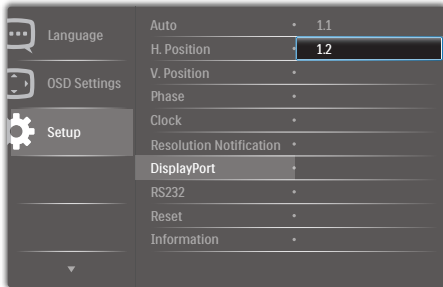 Language
OSD Settings
Setup
Auto
H. Position
V. Position
Phase
Clock
Resolution Notification
DisplayPort
RS232
Reset
Information
1.1
1.2